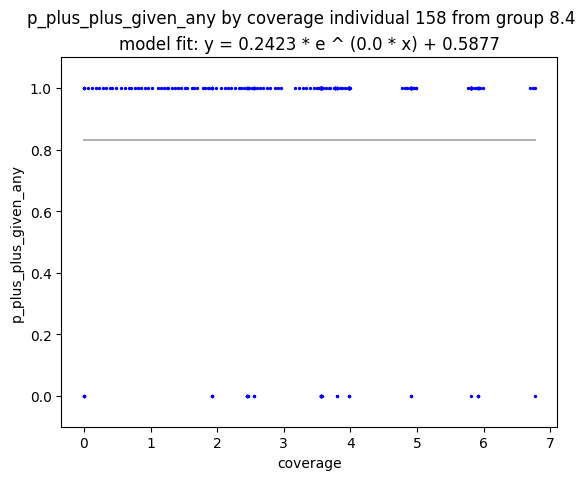 p_plus_plus_given_any by coverage individual 158 from group 8.4
model fit: y = 0.2423 * e ^ (0.0 * x) + 0.5877
1.0
0.8
0.6
0.4
0.2
0.0
p_plus_plus_given_any
0 1 2 3 4 5 6 7
coverage